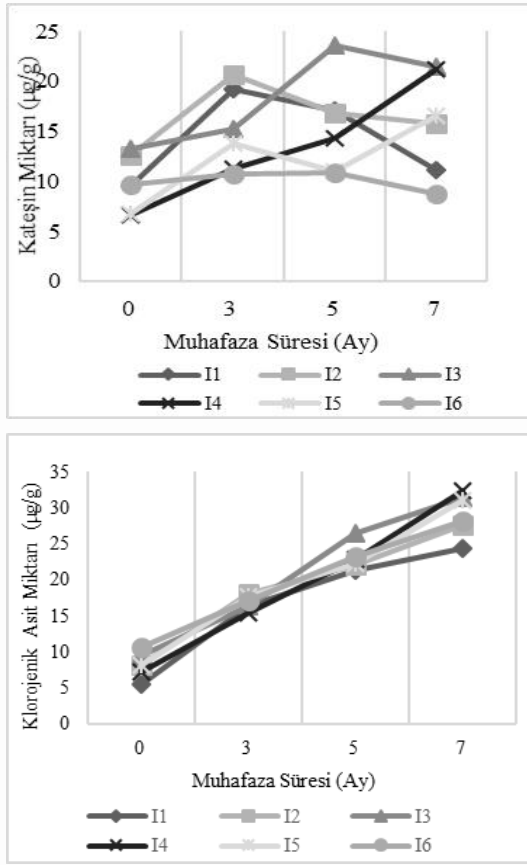 Kateşin Miktarı (µg/g)
25
20
15
10
5
0
0 3 5 7
Muhafaza Süresi (Ay)
I1 I2 I3
I4 I5 I6
Klorojenik Asit Miktarı (µg/g)
35
30
25
20
15
10
5
0
0 3 5 7
Muhafaza Süresi (Ay)
I1 I2 I3
I4 I5 I6